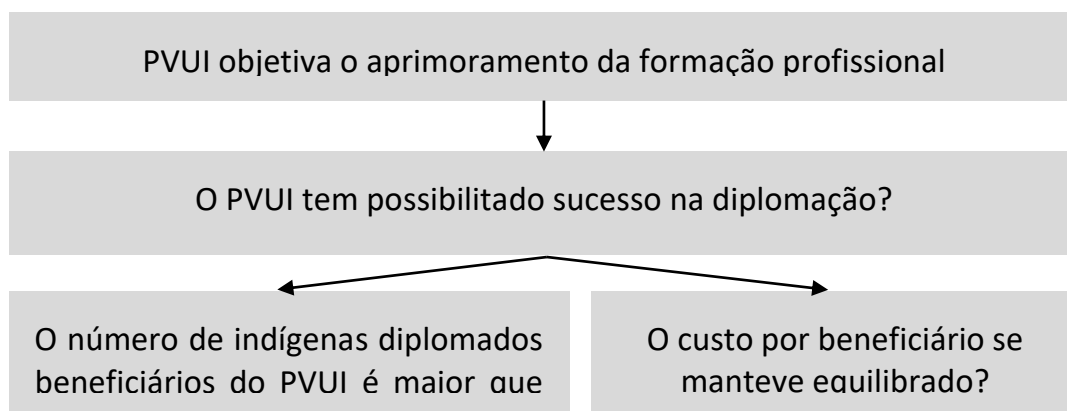 PVUI objetiva o aprimoramento da formação profissional
O PVUI tem possibilitado sucesso na diplomação?
O número de indígenas diplomados
beneficiários do PVUI é maior que
O custo por beneficiário se
manteve equilibrado?